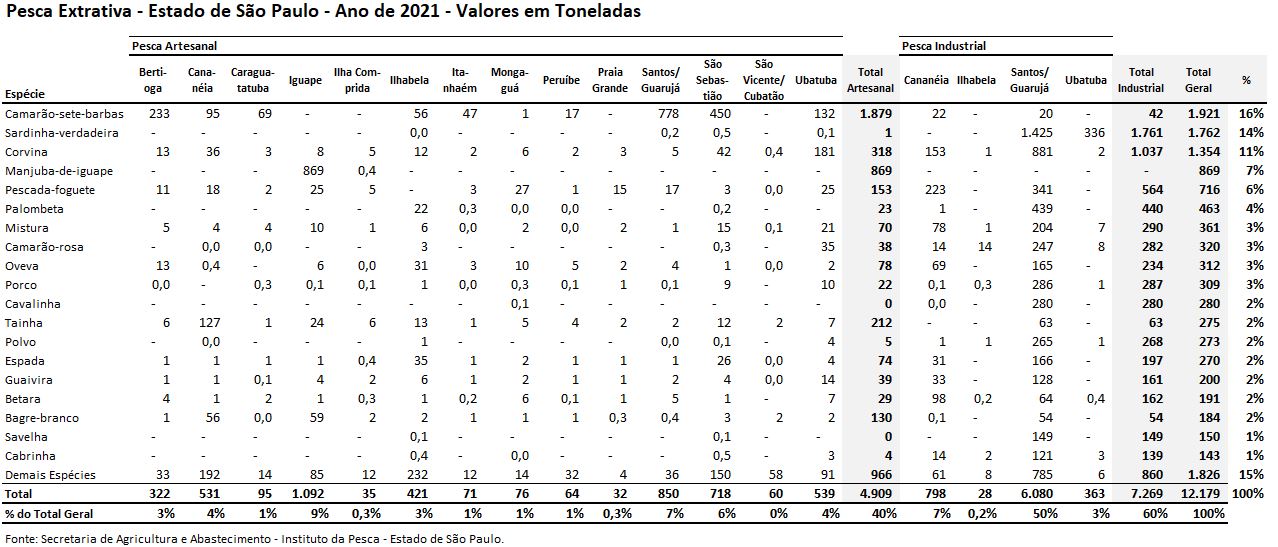 Pesca Extrativa - Estado de São Paulo - Ano de 2021 - Valores em Toneladas
Pesca Artesanal Pesca Industrial
Espécie Berti-oga Cana-néia Caragua-tatuba Iguape Ilha Com-prida Ilhabela Ita-nhaém Monga-guá Peruíbe Praia Grande Santos/Guarujá São Sebas-tião São Vicente/Cubatão Ubatuba Total Artesanal Cananéia Ilhabela Santos/Guarujá Ubatuba Total Industrial Total Geral %
Camarão-sete-barbas 233 95 69 - - 56 47 1 17 - 778 450 - 132 1.879 22 - 20 - 42 1.921 16%
Sardinha-verdadeira - - - - - 0,0 - - - - 0,2 0,5 - 0,1 1 - - 1.425 336 1.761 1.762 14%
Corvina 13 36 3 8 5 12 2 6 2 3 5 42 0,4 181 318 153 1 881 2 1.037 1.354 11%
Manjuba-de-iguape - - - 869 0,4 - - - - - - - - - 869 - - - - - 869 7%
Pescada-foguete 11 18 2 25 5 - 3 27 1 15 17 3 0,0 25 153 223 - 341 - 564 716 6%
Palombeta - - - - - 22 0,3 0,0 0,0 - - 0,2 - - 23 1 - 439 - 440 463 4%
Mistura 5 4 4 10 1 6 0,0 2 0,0 2 1 15 0,1 21 70 78 1 204 7 290 361 3%
Camarão-rosa - 0,0 0,0 - - 3 - - - - - 0,3 - 35 38 14 14 247 8 282 320 3%
Oveva 13 0,4 - 6 0,0 31 3 10 5 2 4 1 0,0 2 78 69 - 165 - 234 312 3%
Porco 0,0 - 0,3 0,1 0,1 1 0,0 0,3 0,1 1 0,1 9 - 10 22 0,1 0,3 286 1 287 309 3%
Cavalinha - - - - - - - 0,1 - - - - - - 0 0,0 - 280 - 280 280 2%
Tainha 6 127 1 24 6 13 1 5 4 2 2 12 2 7 212 - - 63 - 63 275 2%
Polvo - 0,0 - - - 1 - - - - 0,0 0,1 - 4 5 1 1 265 1 268 273 2%
Espada 1 1 1 1 0,4 35 1 2 1 1 1 26 0,0 4 74 31 - 166 - 197 270 2%
Guaivira 1 1 0,1 4 2 6 1 2 1 1 2 4 0,0 14 39 33 - 128 - 161 200 2%
Betara 4 1 2 1 0,3 1 0,2 6 0,1 1 5 1 - 7 29 98 0,2 64 0,4 162 191 2%
Bagre-branco 1 56 0,0 59 2 2 1 1 1 0,3 0,4 3 2 2 130 0,1 - 54 - 54 184 2%
Savelha - - - - - 0,1 - - - - - 0,1 - - 0 - - 149 - 149 150 1%
Cabrinha - - - - - 0,4 - 0,0 - - - 0,5 - 3 4 14 2 121 3 139 143 1%
Demais Espécies 33 192 14 85 12 232 12 14 32 4 36 150 58 91 966 61 8 785 6 860 1.826 15%
Total 322 531 95 1.092 35 421 71 76 64 32 850 718 60 539 4.909 798 28 6.080 363 7.269 12.179 100%
% do Total Geral 3% 4% 1% 9% 0,3% 3% 1% 1% 1% 0,3% 7% 6% 0% 4% 40% 7% 0,2% 50% 3% 60% 100%
Fonte: Secretaria de Agricultura e Abastecimento - Instituto da Pesca - Estado de São Paulo.